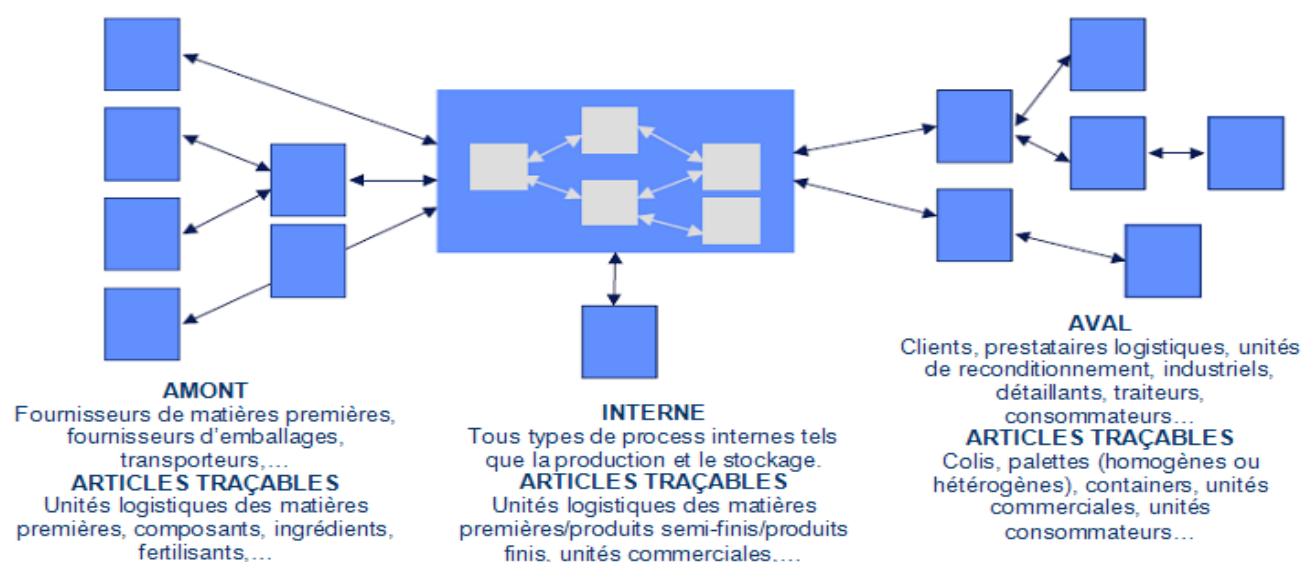 AMONT
Fournisseurs de matières premières,
fournisseurs d'emballages,
transporteurs,...
ARTICLES TRAÇABLES
Unités logistiques des matières
premières, composants, ingrédients,
fertilisants,...
INTERNE
Tous types de process internes tels
que la production et le stockage.
ARTICLES TRAÇABLES
Unités logistiques des matières
premières/produits semi-finis/produits
finis, unités commerciales,...
AVAL
Clients, prestataires logistiques, unités
de reconditionnement, industriels,
détaillants, traiteurs,
consommateurs...
ARTICLES TRAÇABLES
Colis, palettes (homogènes ou
hétérogènes), containers, unités
commerciales, unités
consommateurs...